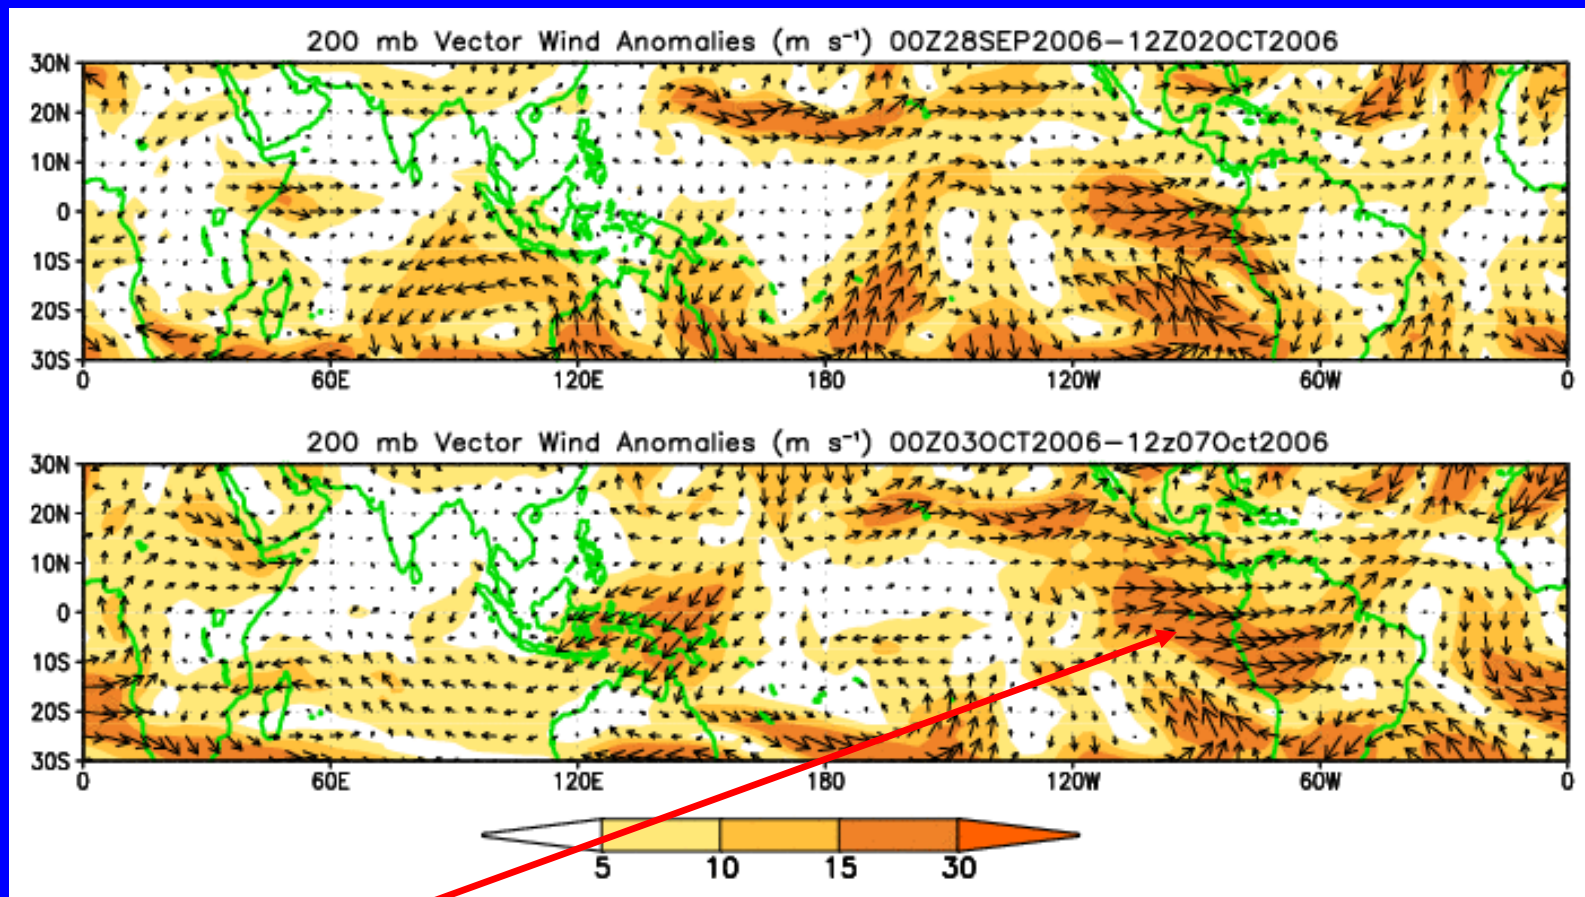 200 mb Vector Wind Anomalies (m s⁻¹) 00Z28SEP2006–12Z02OCT2006
30N
20N
10N
0
10S
20S
30S
0 60E 120E 180 120W 60W 0
200 mb Vector Wind Anomalies (m s⁻¹) 00Z03OCT2006–12z07Oct2006
30N
20N
10N
0
10S
20S
30S
0 60E 120E 180 120W 60W 0
5 10 15 30